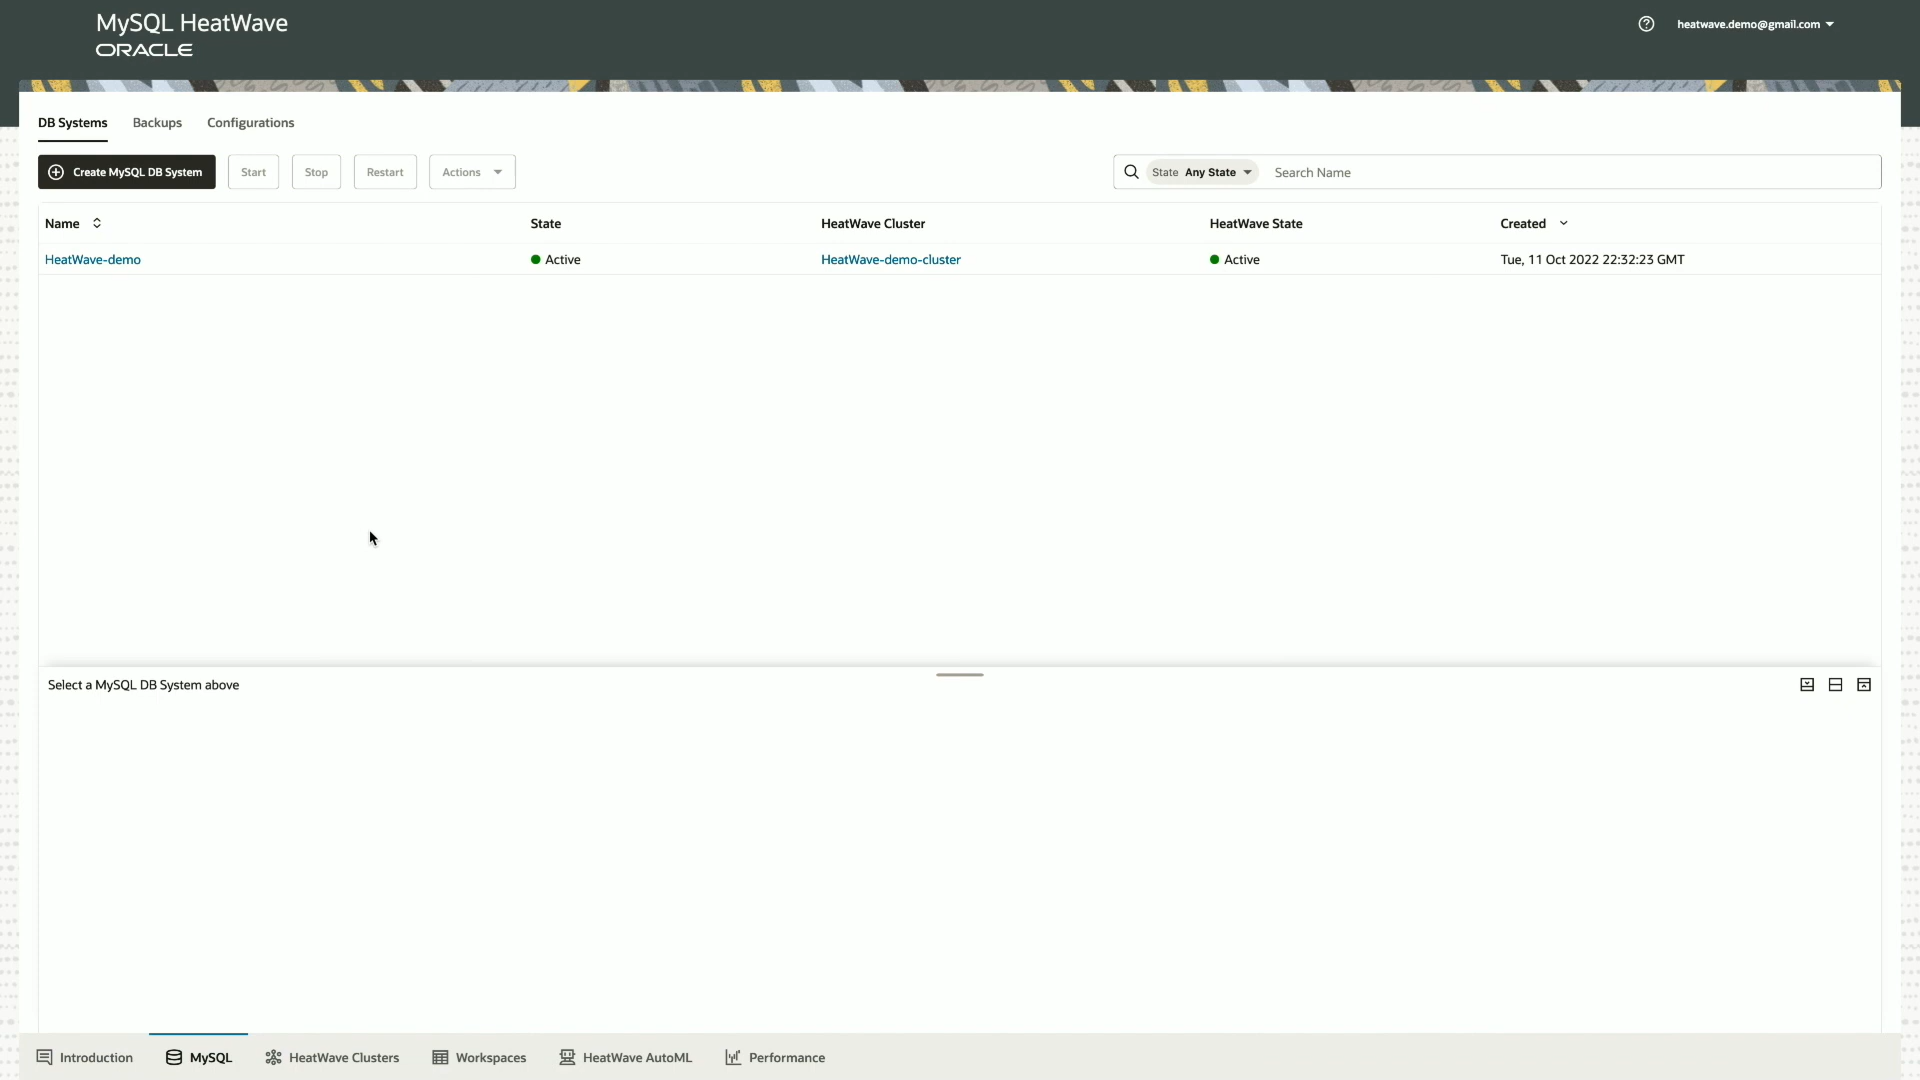 MySQL HeatWave
ORACLE
heatwave.demo@gmail.com
DB Systems Backups Configurations
Create MySQL DB System Start Stop Restart Actions State Any State Search Name
Name State HeatWave Cluster HeatWave State Created
HeatWave-demo Active HeatWave-demo-cluster Active Tue, 11 Oct 2022 22:32:23 GMT
Select a MySQL DB System above
Introduction MySQL HeatWave Clusters Workspaces HeatWave AutoML Performance